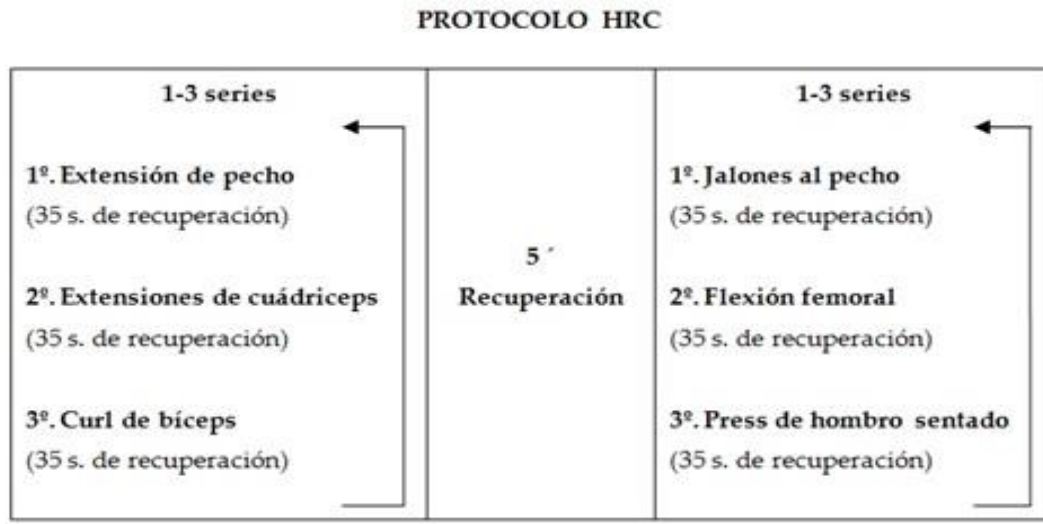 PROTOCOLO HRC
1-3 series
1º. Extensión de pecho
(35 s. de recuperación)
2º. Extensiones de cuádriceps
(35 s. de recuperación)
3º. Curl de bíceps
(35 s. de recuperación)
5 ´
Recuperación
1-3 series
1º. Jalones al pecho
(35 s. de recuperación)
2º. Flexión femoral
(35 s. de recuperación)
3º. Press de hombro sentado
(35 s. de recuperación)